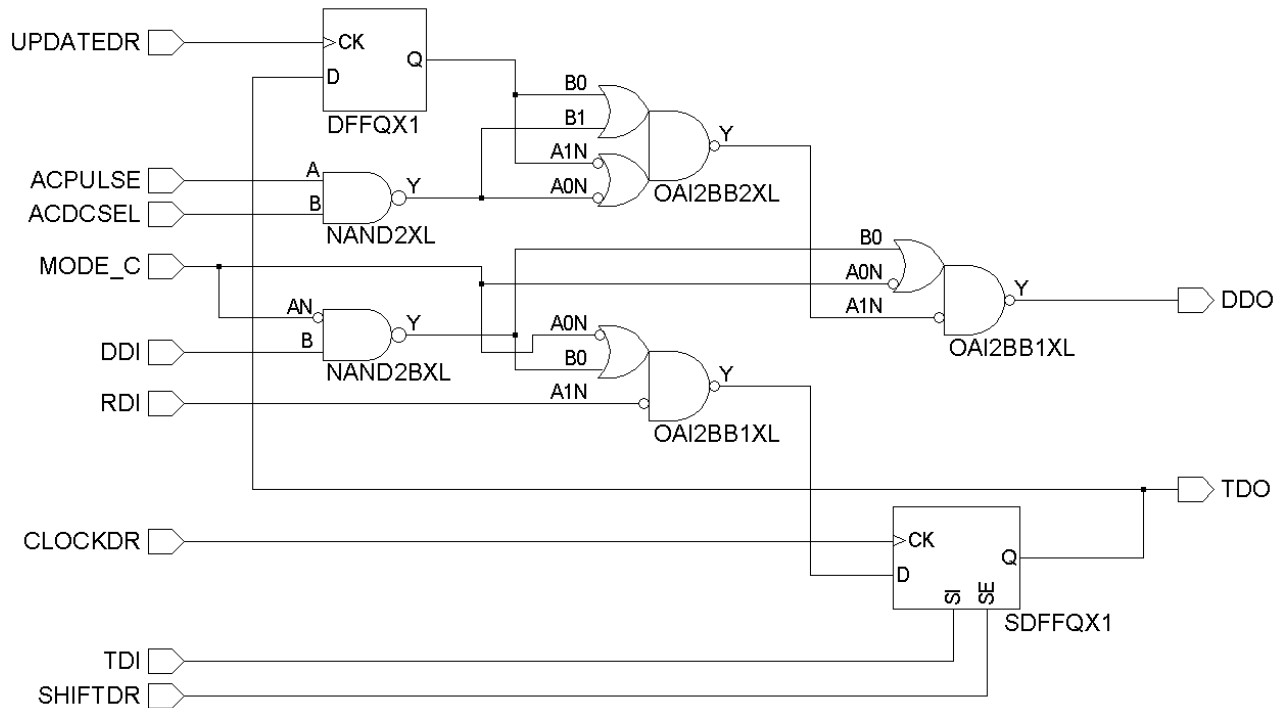 UPDATEDR
CK
Q
D
DFFQX1
B0
B1
A1N
A0N
Y
OAI2BB2XL
ACPULSE
A
ACDCSEL
B
Y
NAND2XL
MODE_C
B0
A0N
A1N
Y
DDO
OAI2BB1XL
AN
B
Y
DDI
NAND2BXL
A0N
B0
A1N
Y
RDI
OAI2BB1XL
TDO
CLOCKDR
CK
Q
D
SI
SE
SDFFQX1
TDI
SHIFTDR